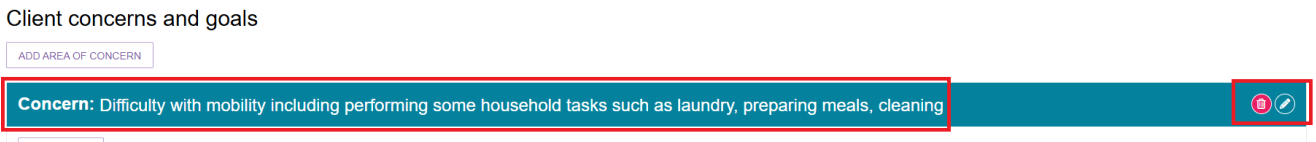 Client concerns and goals
ADD AREA OF CONCERN
Concern: Difficulty with mobility including performing some household tasks such as laundry, preparing meals, cleaning